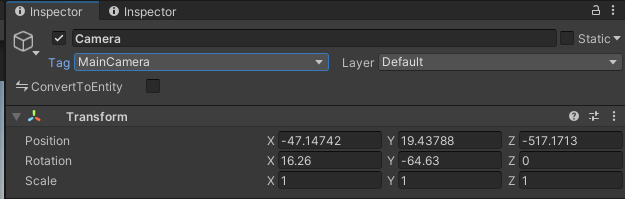 Inspector Inspector
Camera Static
Tag MainCamera Layer Default
ConvertToEntity
Transform
Position X -47.14742 Y 19.43788 Z -517.1713
Rotation X 16.26 Y -64.63 Z 0
Scale X 1 Y 1 Z 1